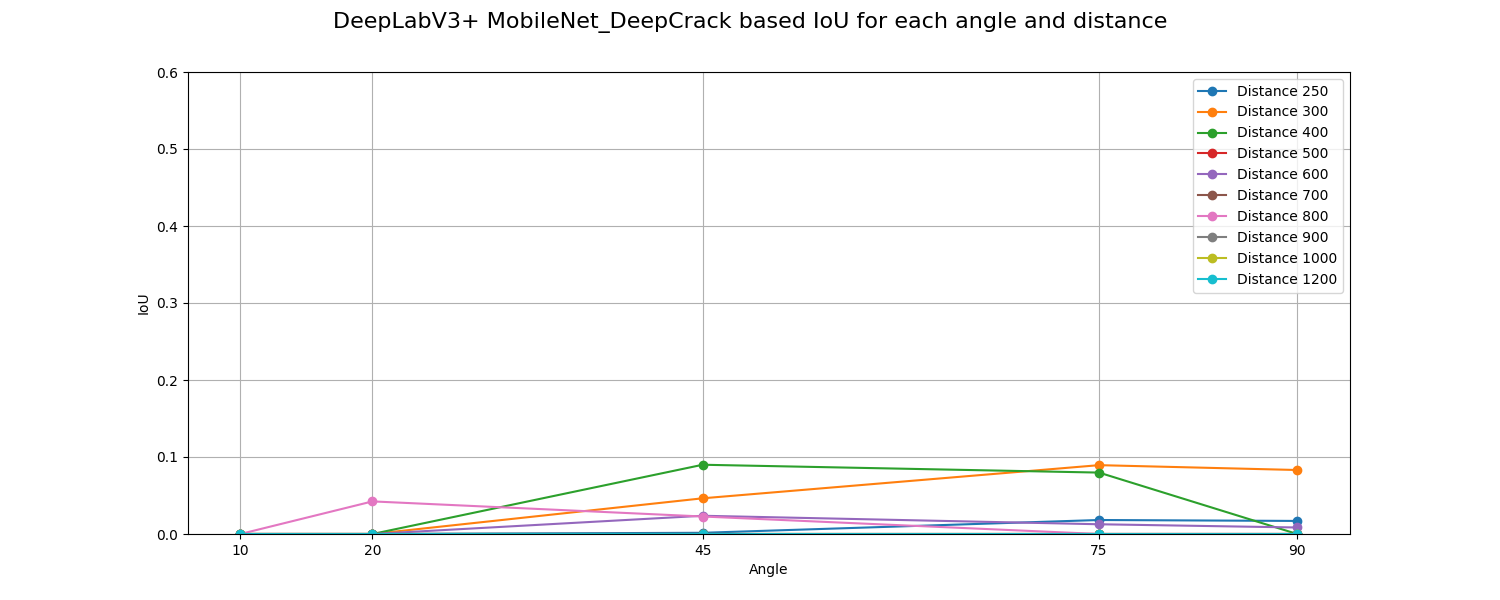 DeepLabV3+ MobileNet_DeepCrack based IoU for each angle and distance
0.6
0.5
0.4
0.3
0.2
0.1
0.0
IoU
10 20 45 75 90
Angle
Distance 250
Distance 300
Distance 400
Distance 500
Distance 600
Distance 700
Distance 800
Distance 900
Distance 1000
Distance 1200